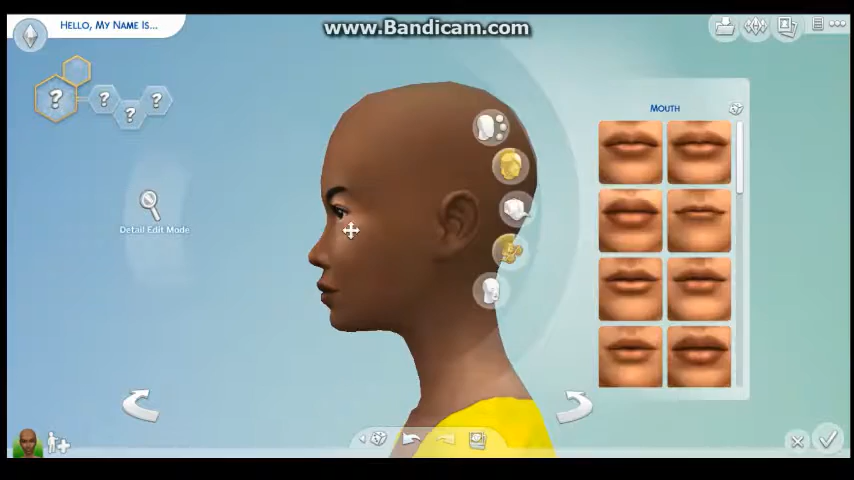 www.Bandicam.com
Hello, My Name Is...
Mouth
?
?
?
?
Detail Edit Mode